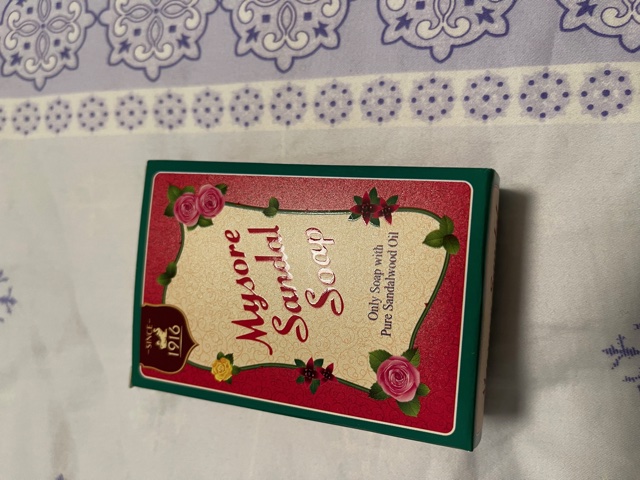 -SINCE-
1916
Mysore
Sandal
Soap
Only Soap with
Pure Sandalwood Oil